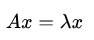 Ax = λx